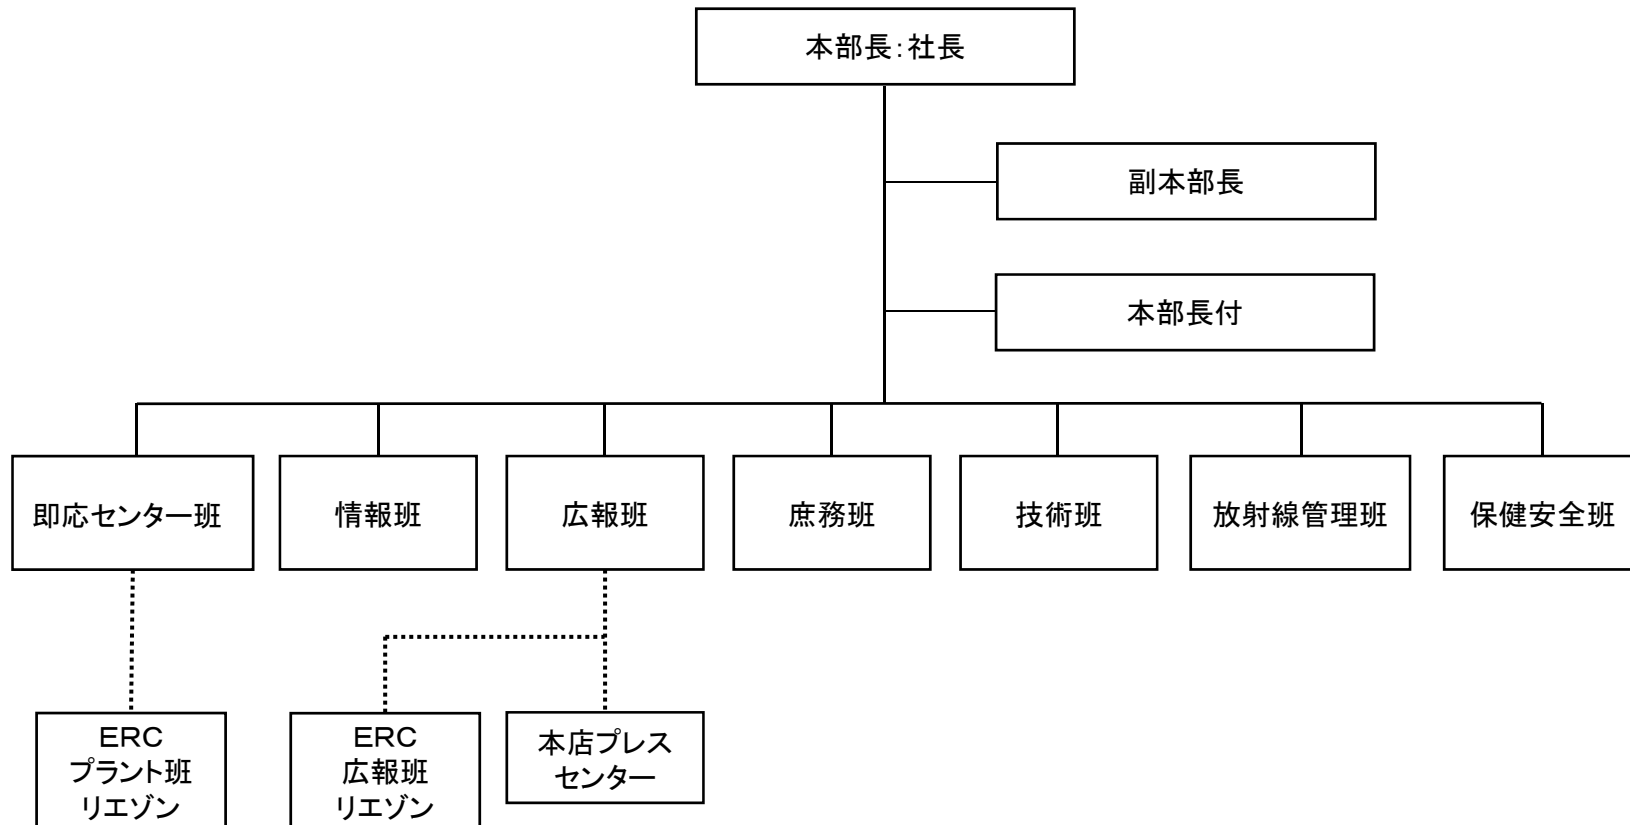 本部長:社長
副本部長
本部長付
即応センター班
情報班
広報班
庶務班
技術班
放射線管理班
保健安全班
ERC
プラント班
リエゾン
ERC
広報班
リエゾン
本店プレス
センター